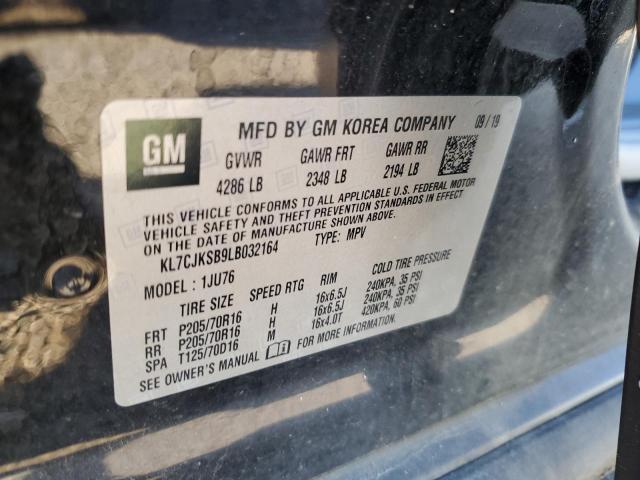 GM
MFD BY GM KOREA COMPANY 09/19
GVWR GAWR FRT GAWR RR
4286 LB 2348 LB 2194 LB
THIS VEHICLE CONFORMS TO ALL APPLICABLE U.S. FEDERAL MOTOR
VEHICLE SAFETY AND THEFT PREVENTION STANDARDS IN EFFECT
ON THE DATE OF MANUFACTURE SHOWN ABOVE.
KL7CJKSB9LB032164 TYPE: MPV
MODEL: 1JU76
TIRE SIZE SPEED RTG RIM COLD TIRE PRESSURE
FRT P205/70R16 H 16x6.5J 240KPA, 35 PSI
RR P205/70R16 H 16x6.5J 240KPA, 35 PSI
SPA T125/70D16 M 16x4.0T 420KPA, 60 PSI
SEE OWNER'S MANUAL FOR MORE INFORMATION.